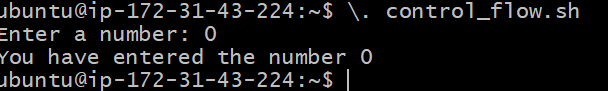 ubuntu@ip-172-31-43-224:~$ \. control_flow.sh
Enter a number: 0
You have entered the number 0
ubuntu@ip-172-31-43-224:~$